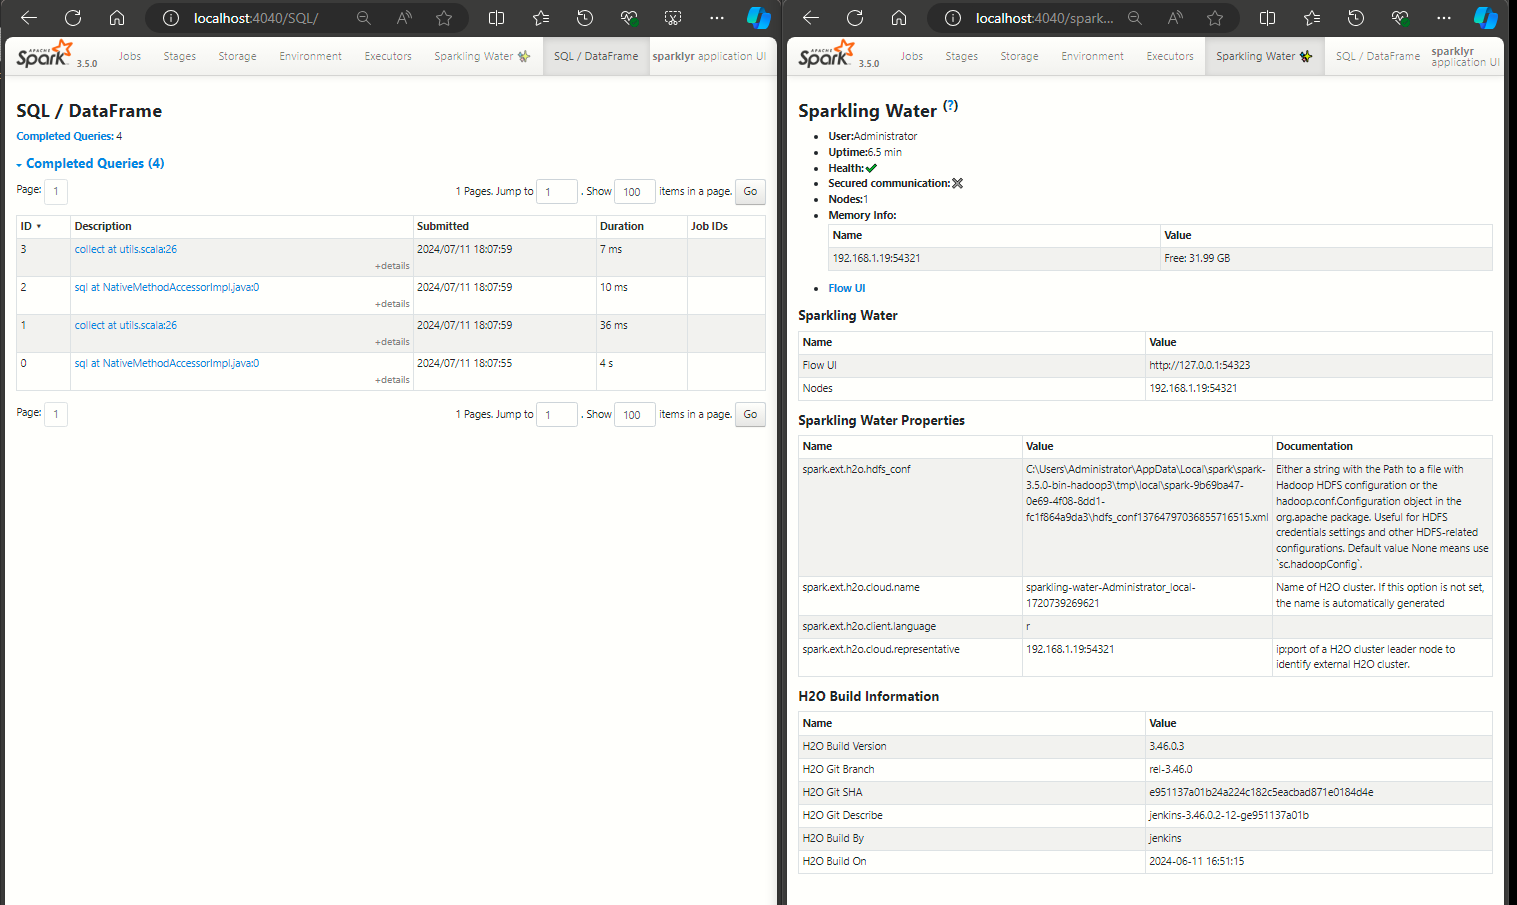 localhost:4040/SQL/
APACHE Spark 3.5.0 Jobs Stages Storage Environment Executors Sparkling Water SQL / DataFrame sparklyr application UI
SQL / DataFrame
Completed Queries: 4
Completed Queries (4)
Page: 1 1 Pages. Jump to 1 . Show 100 items in a page. Go
ID Description Submitted Duration Job IDs
3 collect at utils.scala:26 2024/07/11 18:07:59 7 ms
+details
2 sql at NativeMethodAccessorImpl.java:0 2024/07/11 18:07:59 10 ms
+details
1 collect at utils.scala:26 2024/07/11 18:07:59 36 ms
+details
0 sql at NativeMethodAccessorImpl.java:0 2024/07/11 18:07:55 4 s
+details
Page: 1 1 Pages. Jump to 1 . Show 100 items in a page. Go
localhost:4040/spark...
APACHE Spark 3.5.0 Jobs Stages Storage Environment Executors Sparkling Water SQL / DataFrame sparklyr application UI
Sparkling Water (?)
User:Administrator
Uptime:6.5 min
Health:
Secured communication:
Nodes:1
Memory Info:
Name Value
192.168.1.19:54321 Free: 31.99 GB
Flow UI
Sparkling Water
Name Value
Flow UI http://127.0.0.1:54323
Nodes 192.168.1.19:54321
Sparkling Water Properties
Name Value Documentation
spark.ext.h2o.hdfs_conf C:\Users\Administrator\AppData\Local\spark\spark- Either a string with the Path to a file with
3.5.0-bin-hadoop3\tmp\local\spark-9b69ba47- Hadoop HDFS configuration or the
0e69-4f08-8dd1- hadoop.conf.Configuration object in the
fc1f864a9da3\hdfs_conf13764797036855716515.xml org.apache package. Useful for HDFS
credentials settings and other HDFS-related
configurations. Default value None means use
`sc.hadoopConfig`.
spark.ext.h2o.cloud.name sparkling-water-Administrator_local- Name of H2O cluster. If this option is not set,
1720739269621 the name is automatically generated
spark.ext.h2o.client.language r
spark.ext.h2o.cloud.representative 192.168.1.19:54321 ip:port of a H2O cluster leader node to
identify external H2O cluster.
H2O Build Information
Name Value
H2O Build Version 3.46.0.3
H2O Git Branch rel-3.46.0
H2O Git SHA e951137a01b24a224c182c5eacbad871e0184d4e
H2O Git Describe jenkins-3.46.0.2-12-ge951137a01b
H2O Build By jenkins
H2O Build On 2024-06-11 16:51:15